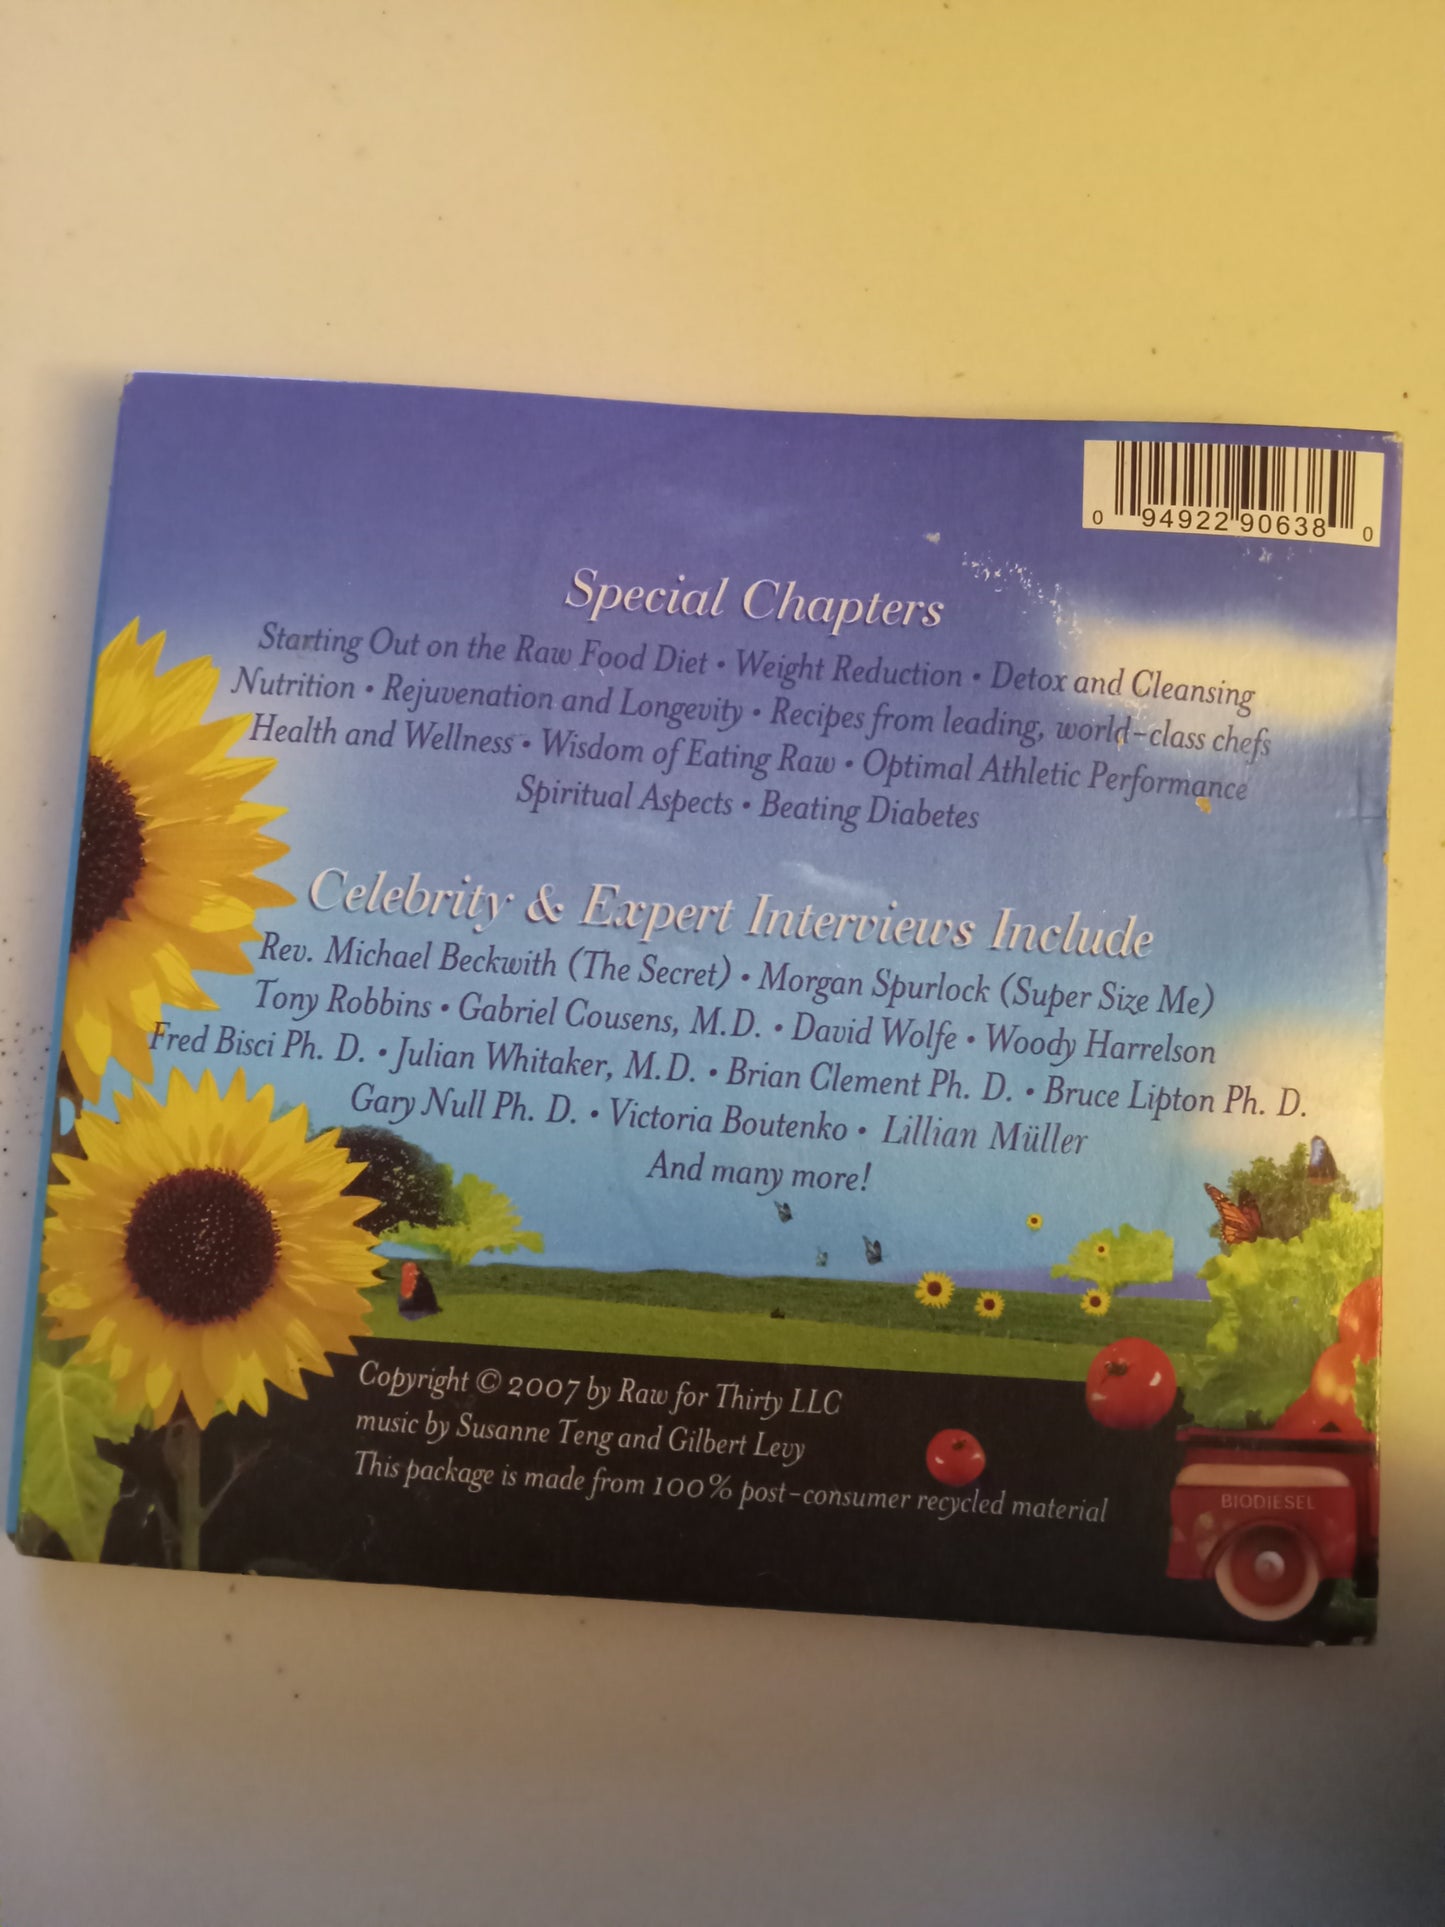 0 94922 90638 0
Special Chapters
Starting Out on the Raw Food Diet • Weight Reduction • Detox and Cleansing
Nutrition • Rejuvenation and Longevity • Recipes from leading, world-class chefs
Health and Wellness • Wisdom of Eating Raw • Optimal Athletic Performance
Spiritual Aspects • Beating Diabetes
Celebrity & Expert Interviews Include
Rev. Michael Beckwith (The Secret) • Morgan Spurlock (Super Size Me)
Tony Robbins • Gabriel Cousens, M.D. • David Wolfe • Woody Harrelson
Fred Bisci Ph. D. • Julian Whitaker, M.D. • Brian Clement Ph. D. • Bruce Lipton Ph. D.
Gary Null Ph. D. • Victoria Boutenko • Lillian Müller
And many more!
Copyright © 2007 by Raw for Thirty LLC
music by Susanne Teng and Gilbert Levy
This package is made from 100% post-consumer recycled material
BIODIESEL